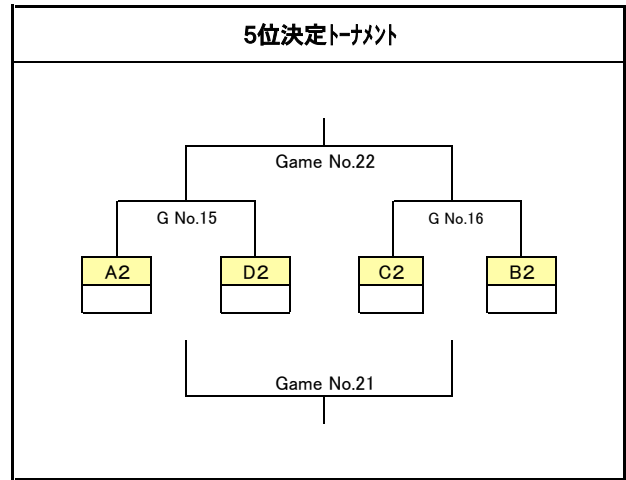 5位決定ﾄｰﾅﾒﾝﾄ
Game No.22
G No.15
G No.16
A2
D2
C2
B2
Game No.21